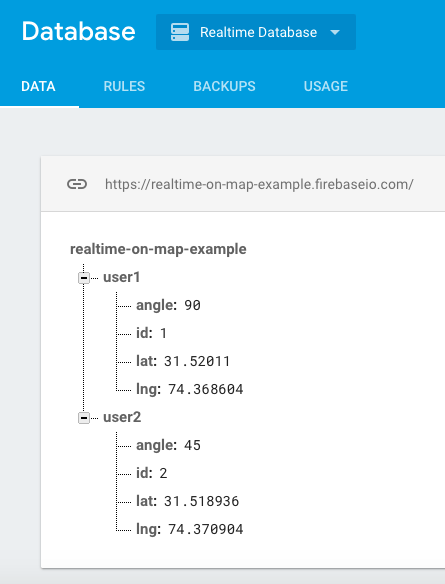 Database
Realtime Database
DATA RULES BACKUPS USAGE
https://realtime-on-map-example.firebaseio.com/
realtime-on-map-example
user1
angle: 90
id: 1
lat: 31.52011
lng: 74.368604
user2
angle: 45
id: 2
lat: 31.518936
lng: 74.370904